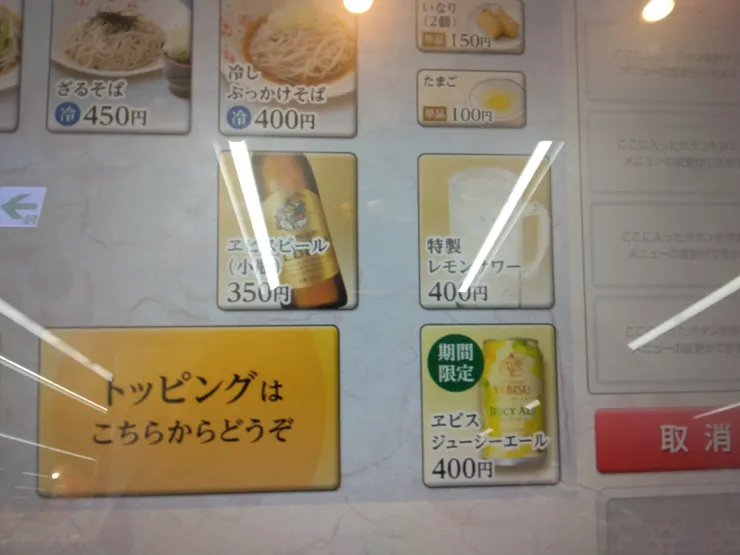 いなり
(2個)
単品 150円
ざるそば
冷 450円
冷し
ぶっかけそば
冷 400円
たまご
単品 100円
ヱビスビール
(小瓶)
350円
特製
レモンサワー
400円
トッピングは
こちらからどうぞ
期間
限定
YEBISU
JUICY ALE
ヱビス
ジューシーエール
400円
取消